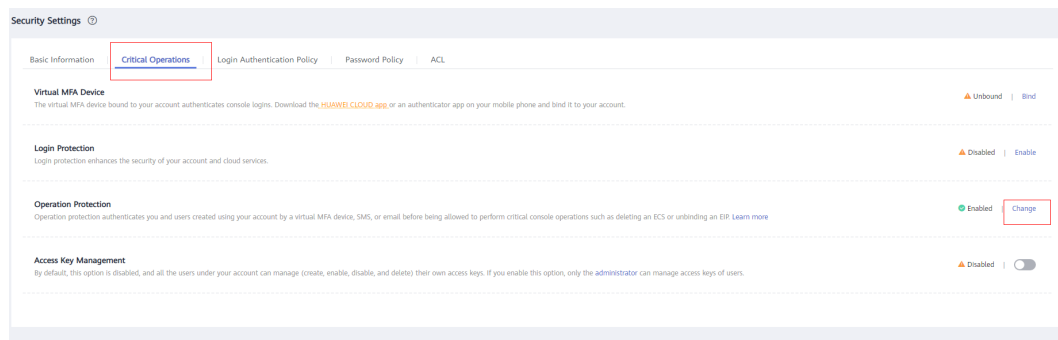 Security Settings ?
Basic Information | Critical Operations | Login Authentication Policy | Password Policy | ACL
Virtual MFA Device
The virtual MFA device bound to your account authenticates console logins. Download the HUAWEI CLOUD app or an authenticator app on your mobile phone and bind it to your account.
Unbound | Bind
Login Protection
Login protection enhances the security of your account and cloud services.
Disabled | Enable
Operation Protection
Operation protection authenticates you and users created using your account by a virtual MFA device, SMS, or email before being allowed to perform critical console operations such as deleting an ECS or unbinding an EIP. Learn more
Enabled | Change
Access Key Management
By default, this option is disabled, and all the users under your account can manage (create, enable, disable, and delete) their own access keys. If you enable this option, only the administrator can manage access keys of users.
Disabled |